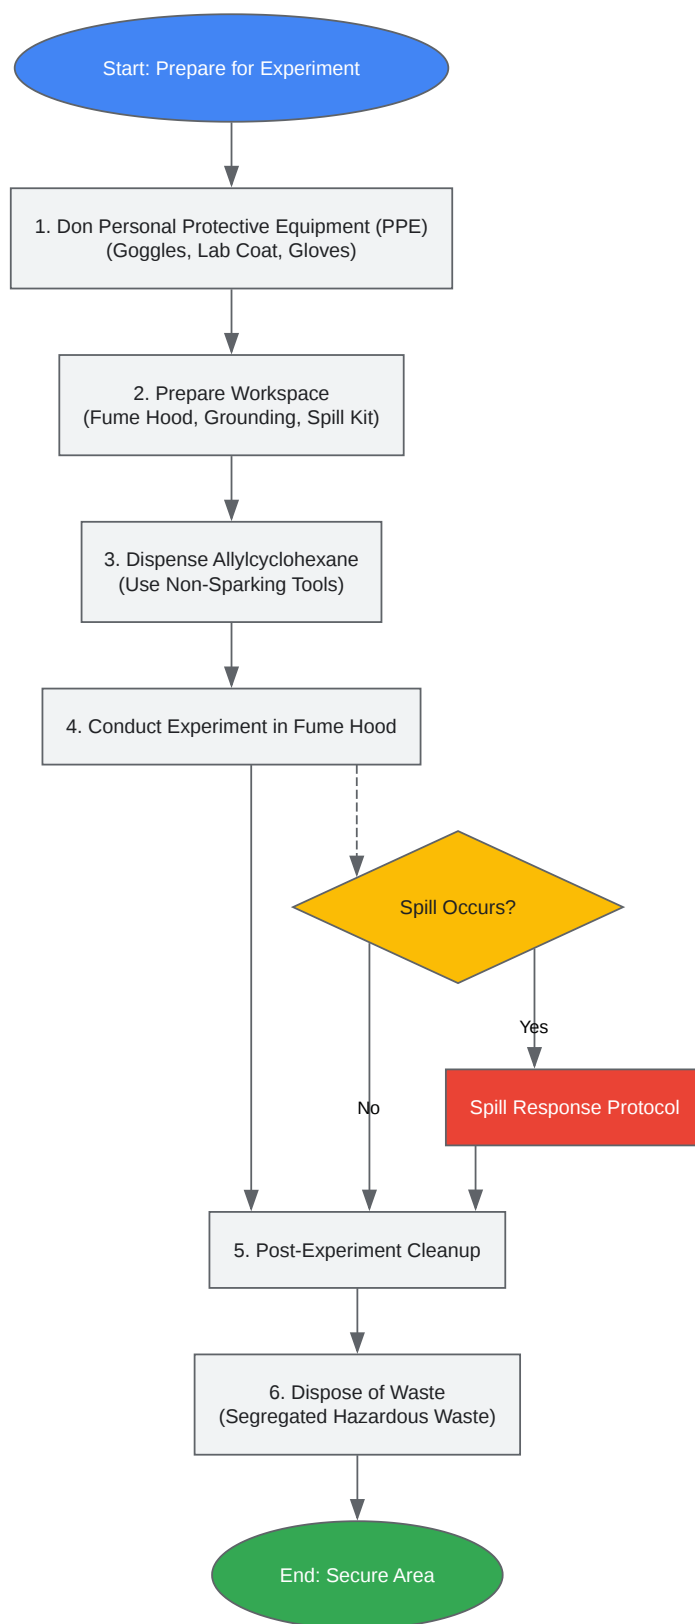 Start: Prepare for Experiment
1. Don Personal Protective Equipment (PPE)
(Goggles, Lab Coat, Gloves)
2. Prepare Workspace
(Fume Hood, Grounding, Spill Kit)
3. Dispense Allylcyclohexane
(Use Non-Sparking Tools)
4. Conduct Experiment in Fume Hood
Spill Occurs?
Yes
Spill Response Protocol
No
5. Post-Experiment Cleanup
6. Dispose of Waste
(Segregated Hazardous Waste)
End: Secure Area